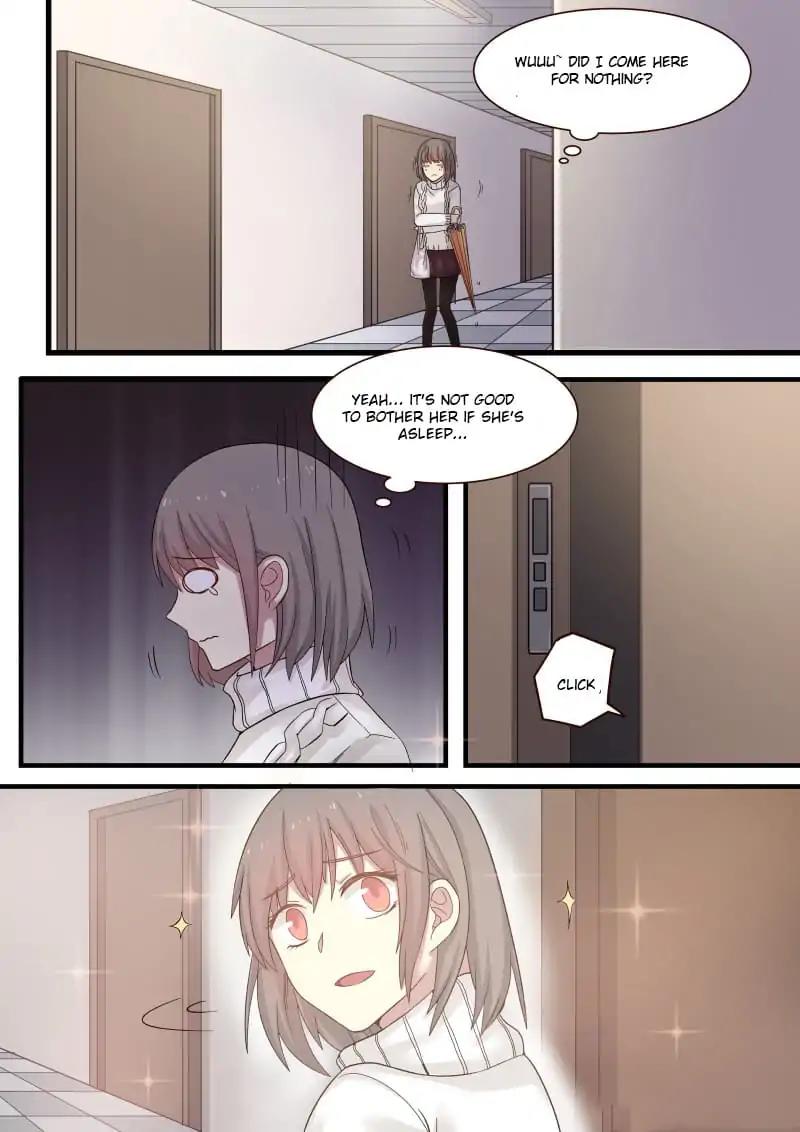 WUUU~ DID I COME HERE
FOR NOTHING?
YEAH... IT'S NOT GOOD
TO BOTHER HER IF SHE'S
ASLEEP...
CLICK